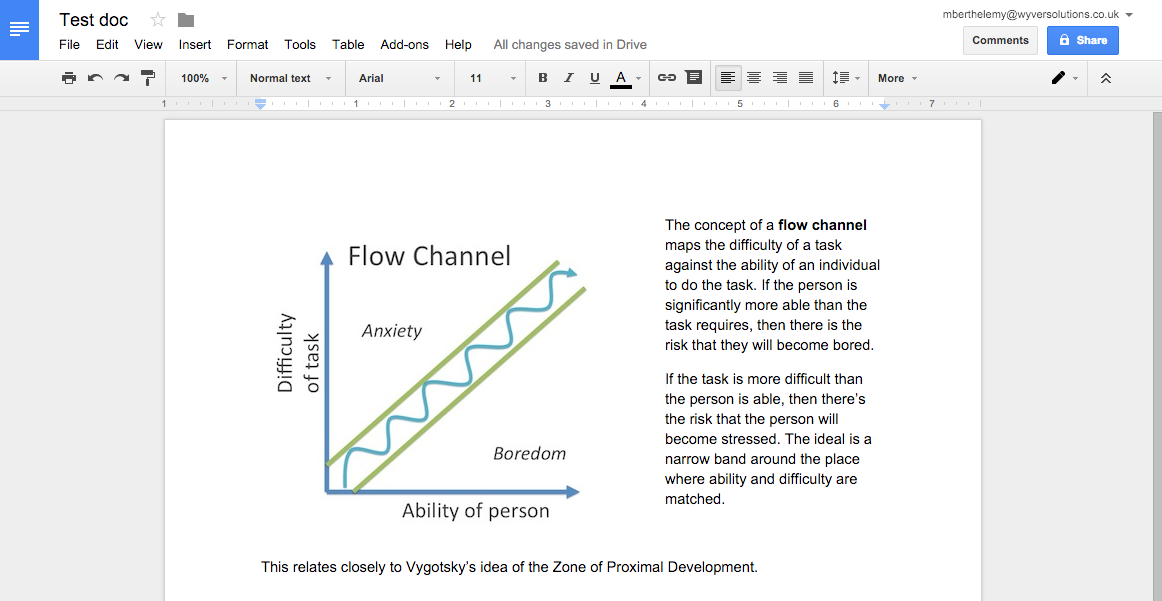 Test doc
mberthelemy@wyversolutions.co.uk
File Edit View Insert Format Tools Table Add-ons Help All changes saved in Drive
Comments Share
100% Normal text Arial 11 B I U A More
1 1 2 3 4 5 6 7
Flow Channel
Difficulty
of task
Anxiety
Boredom
Ability of person
The concept of a flow channel
maps the difficulty of a task
against the ability of an individual
to do the task. If the person is
significantly more able than the
task requires, then there is the
risk that they will become bored.
If the task is more difficult than
the person is able, then there’s
the risk that the person will
become stressed. The ideal is a
narrow band around the place
where ability and difficulty are
matched.
This relates closely to Vygotsky’s idea of the Zone of Proximal Development.